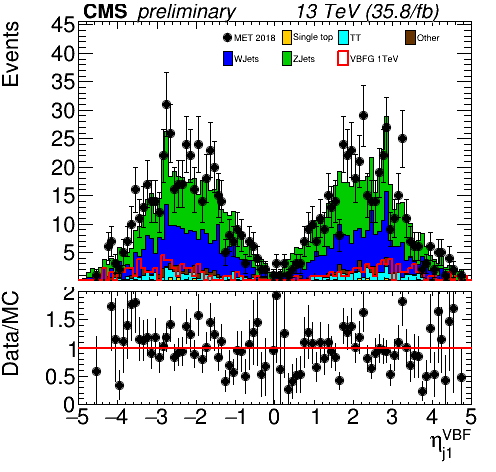 CMS preliminary 13 TeV (35.8/fb)
Events
45
40
35
30
25
20
15
10
5
MET 2018 Single top TT Other
WJets ZJets VBFG 1TeV
Data/MC
2
1.5
1
0.5
0
−5 −4 −3 −2 −1 0 1 2 3 4 5
η_{j1}^{VBF}